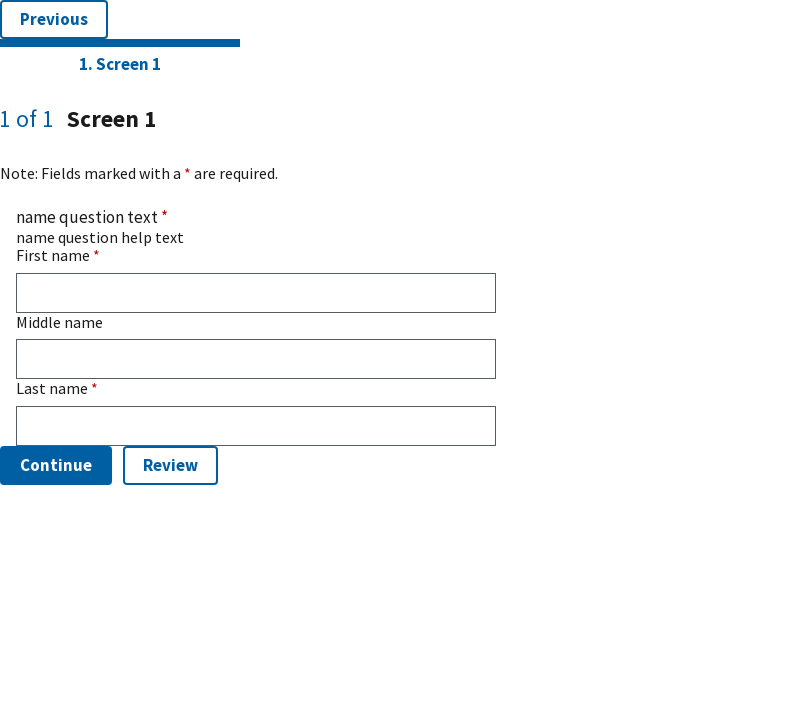 Previous
1. Screen 1
1 of 1 Screen 1
Note: Fields marked with a * are required.
name question text *
name question help text
First name *
Middle name
Last name *
Continue Review